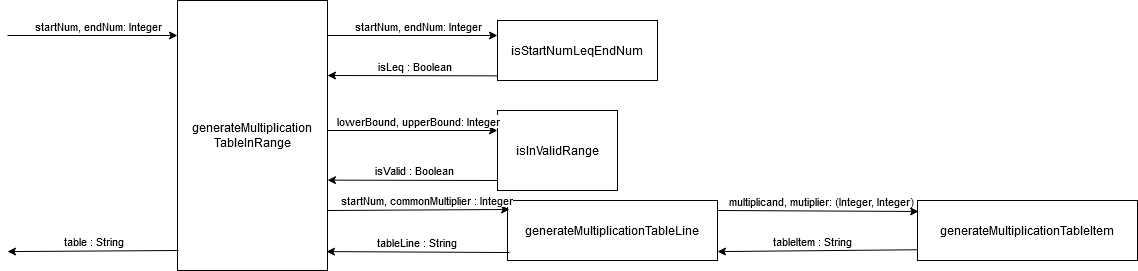 startNum, endNum: Integer
startNum, endNum: Integer
isStartNumLeqEndNum
isLeq : Boolean
generateMultiplication
TableInRange
lowerBound, upperBound: Integer
isInValidRange
isValid : Boolean
startNum, commonMultiplier : Integer
multiplicand, mutiplier: (Integer, Integer)
generateMultiplicationTableLine
generateMultiplicationTableItem
table : String
tableLine : String
tableItem : String